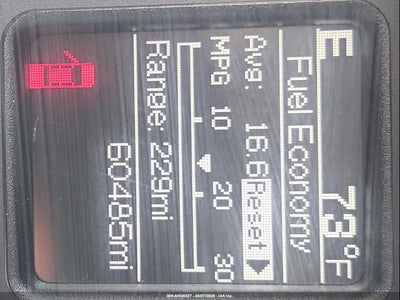 E 73°F
Fuel Economy
Avg: 16.6 Reset
MPG 10 20 30
Range: 229mi
60485mi